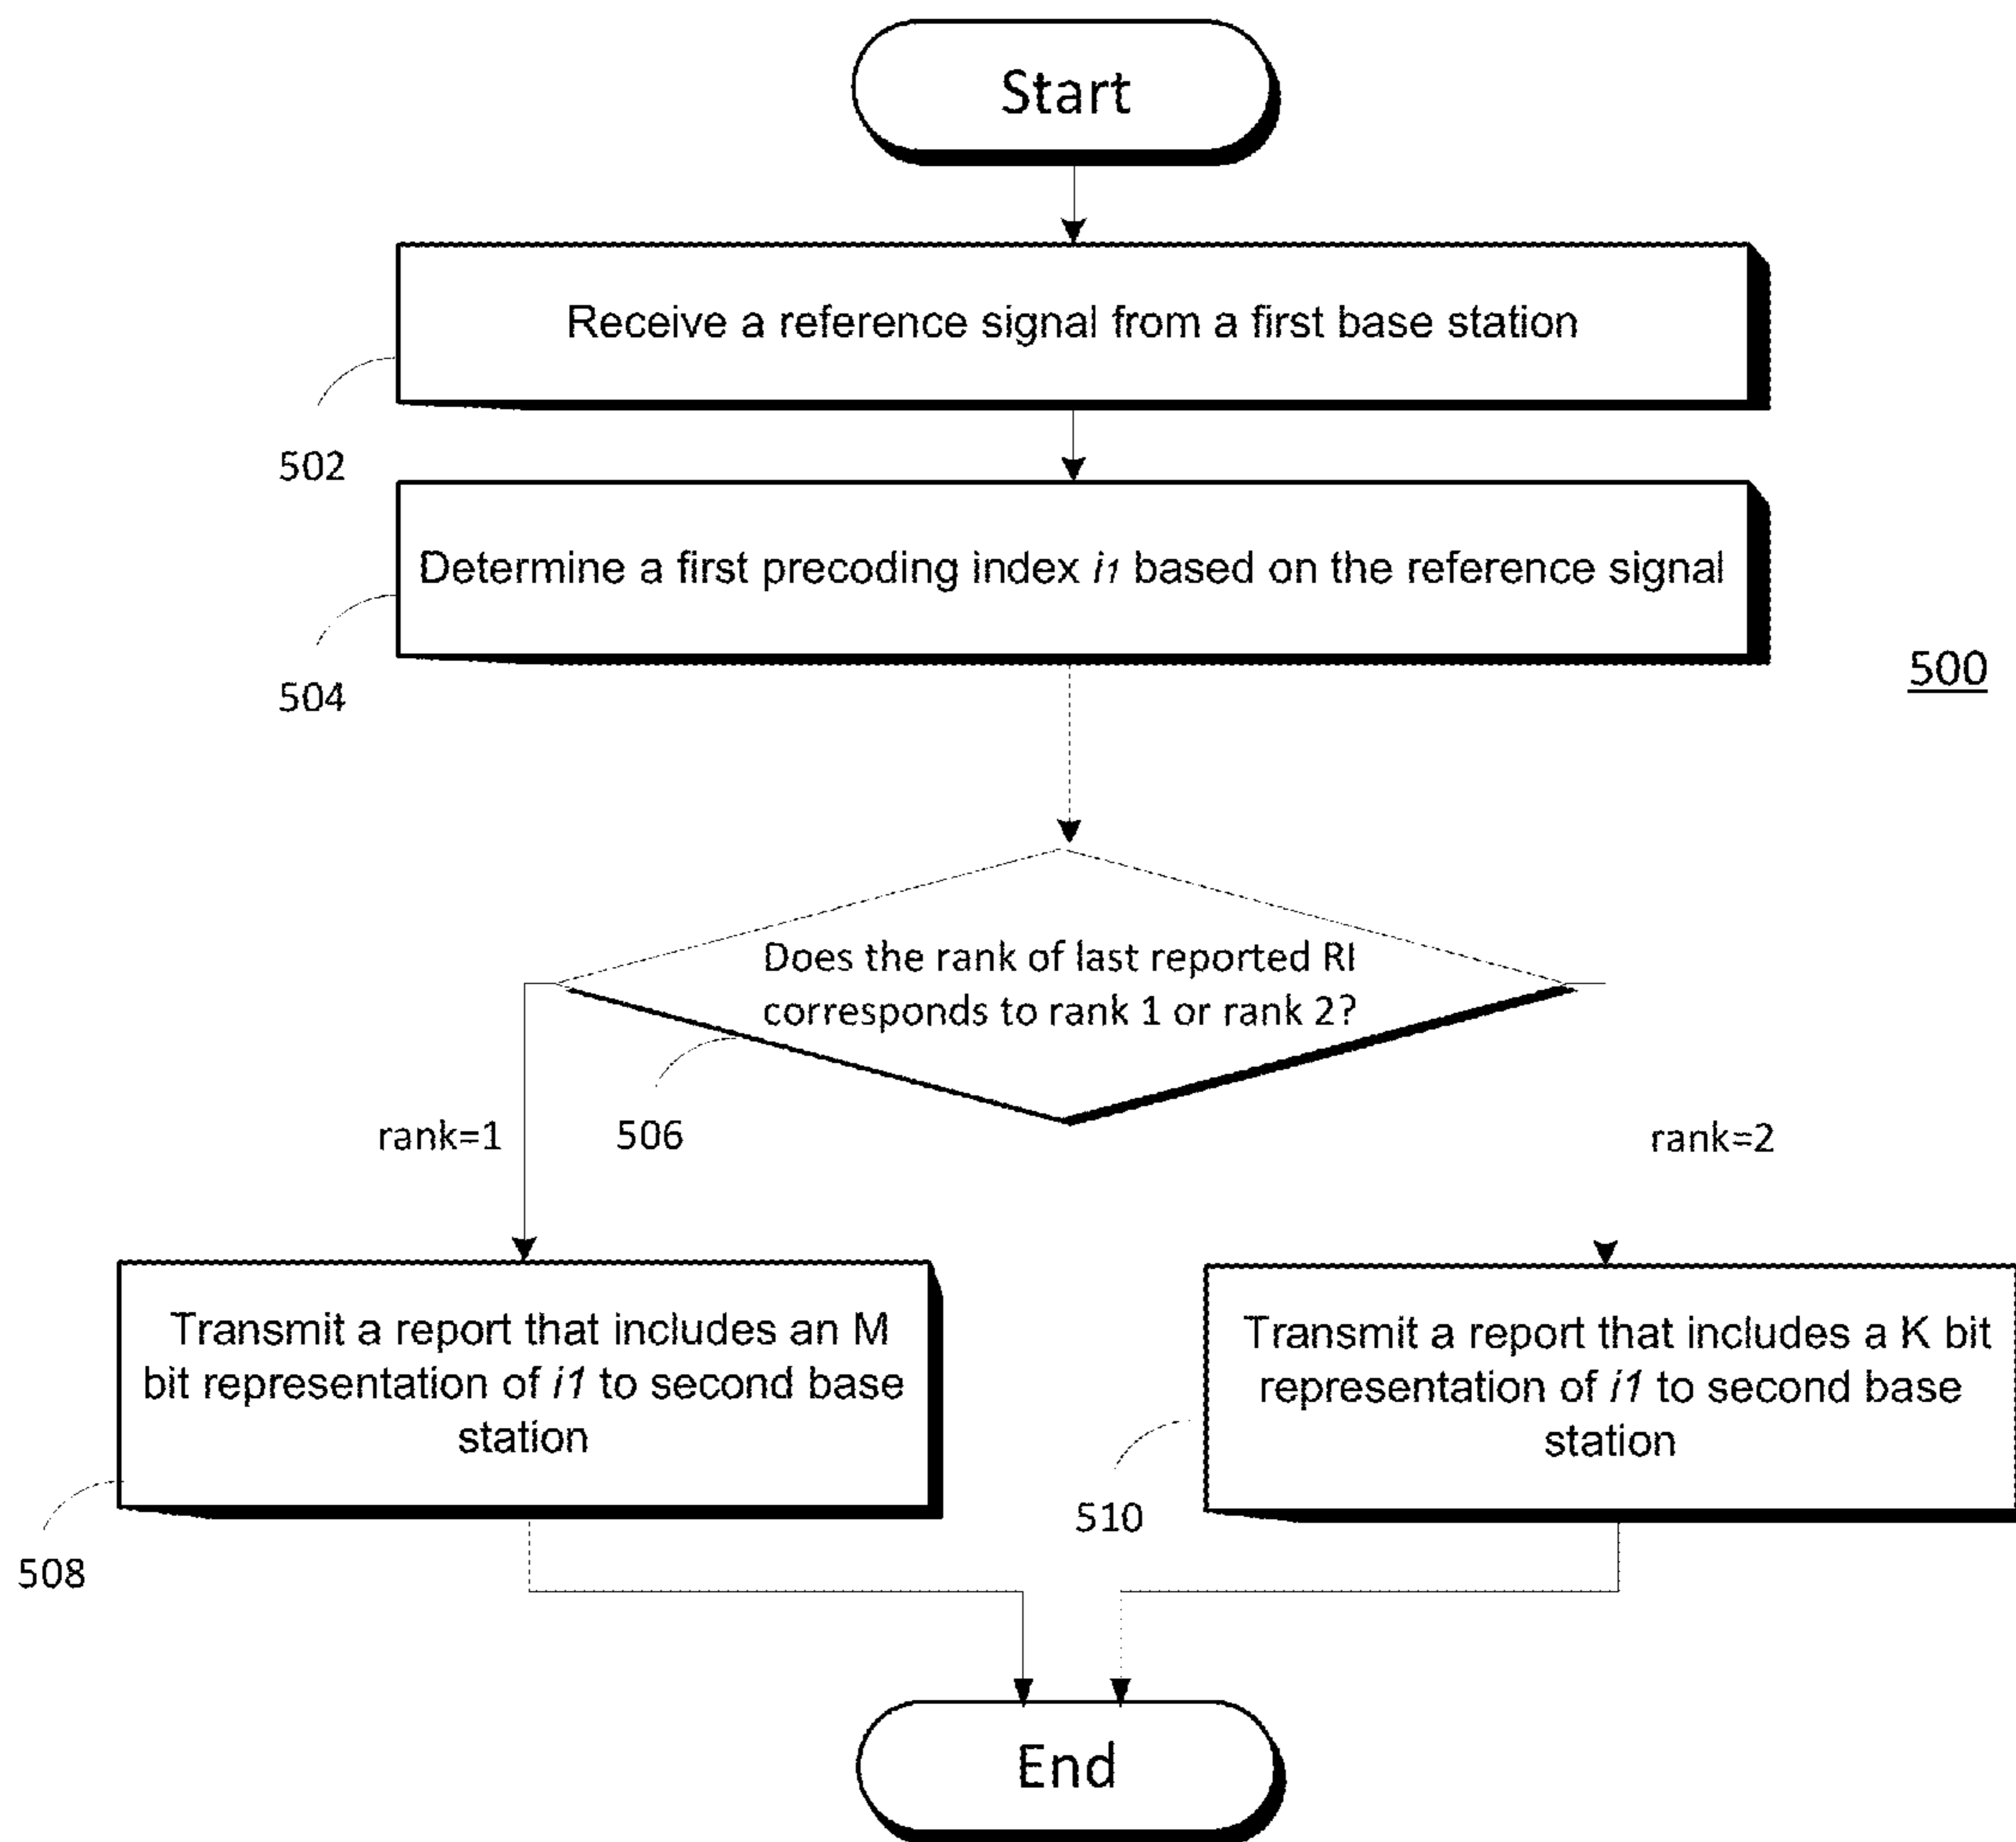 Start
Receive a reference signal from a first base station
502
Determine a first precoding index i1 based on the reference signal
504
500
Does the rank of last reported RI
corresponds to rank 1 or rank 2?
rank=1
506
rank=2
Transmit a report that includes an M
bit representation of i1 to second base
station
508
Transmit a report that includes a K bit
representation of i1 to second base
station
510
End